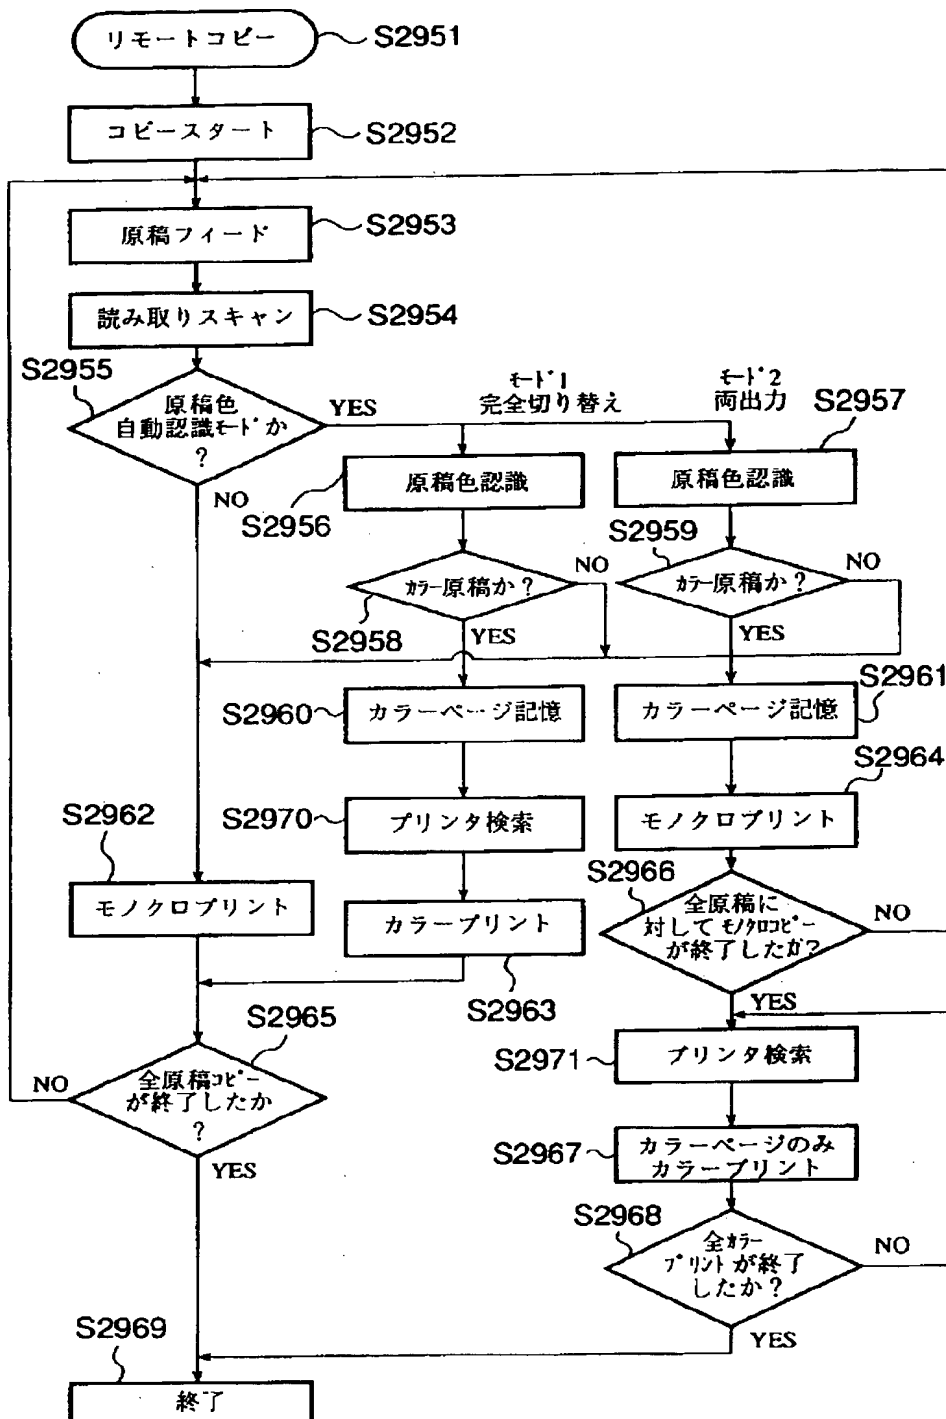 リモートコピー
S2951
コピースタート
S2952
原稿フィード
S2953
読み取りスキャン
S2954
S2955
原稿色
自動認識モードか
?
YES
NO
モード1
完全切り替え
モード2
両出力
S2957
原稿色認識
S2956
原稿色認識
S2959
カラー原稿か?
NO
S2958
YES
カラー原稿か?
NO
YES
S2960
カラーページ記憶
カラーページ記憶
S2961
S2970
プリンタ検索
モノクロプリント
S2964
S2962
モノクロプリント
カラープリント
S2963
S2966
全原稿に
対してモノクロコピー
が終了したか?
NO
YES
S2965
全原稿コピー
が終了したか
?
NO
YES
S2971
プリンタ検索
S2967
カラーページのみ
カラープリント
S2968
全カラー
プリントが終了
したか?
NO
YES
S2969
終了